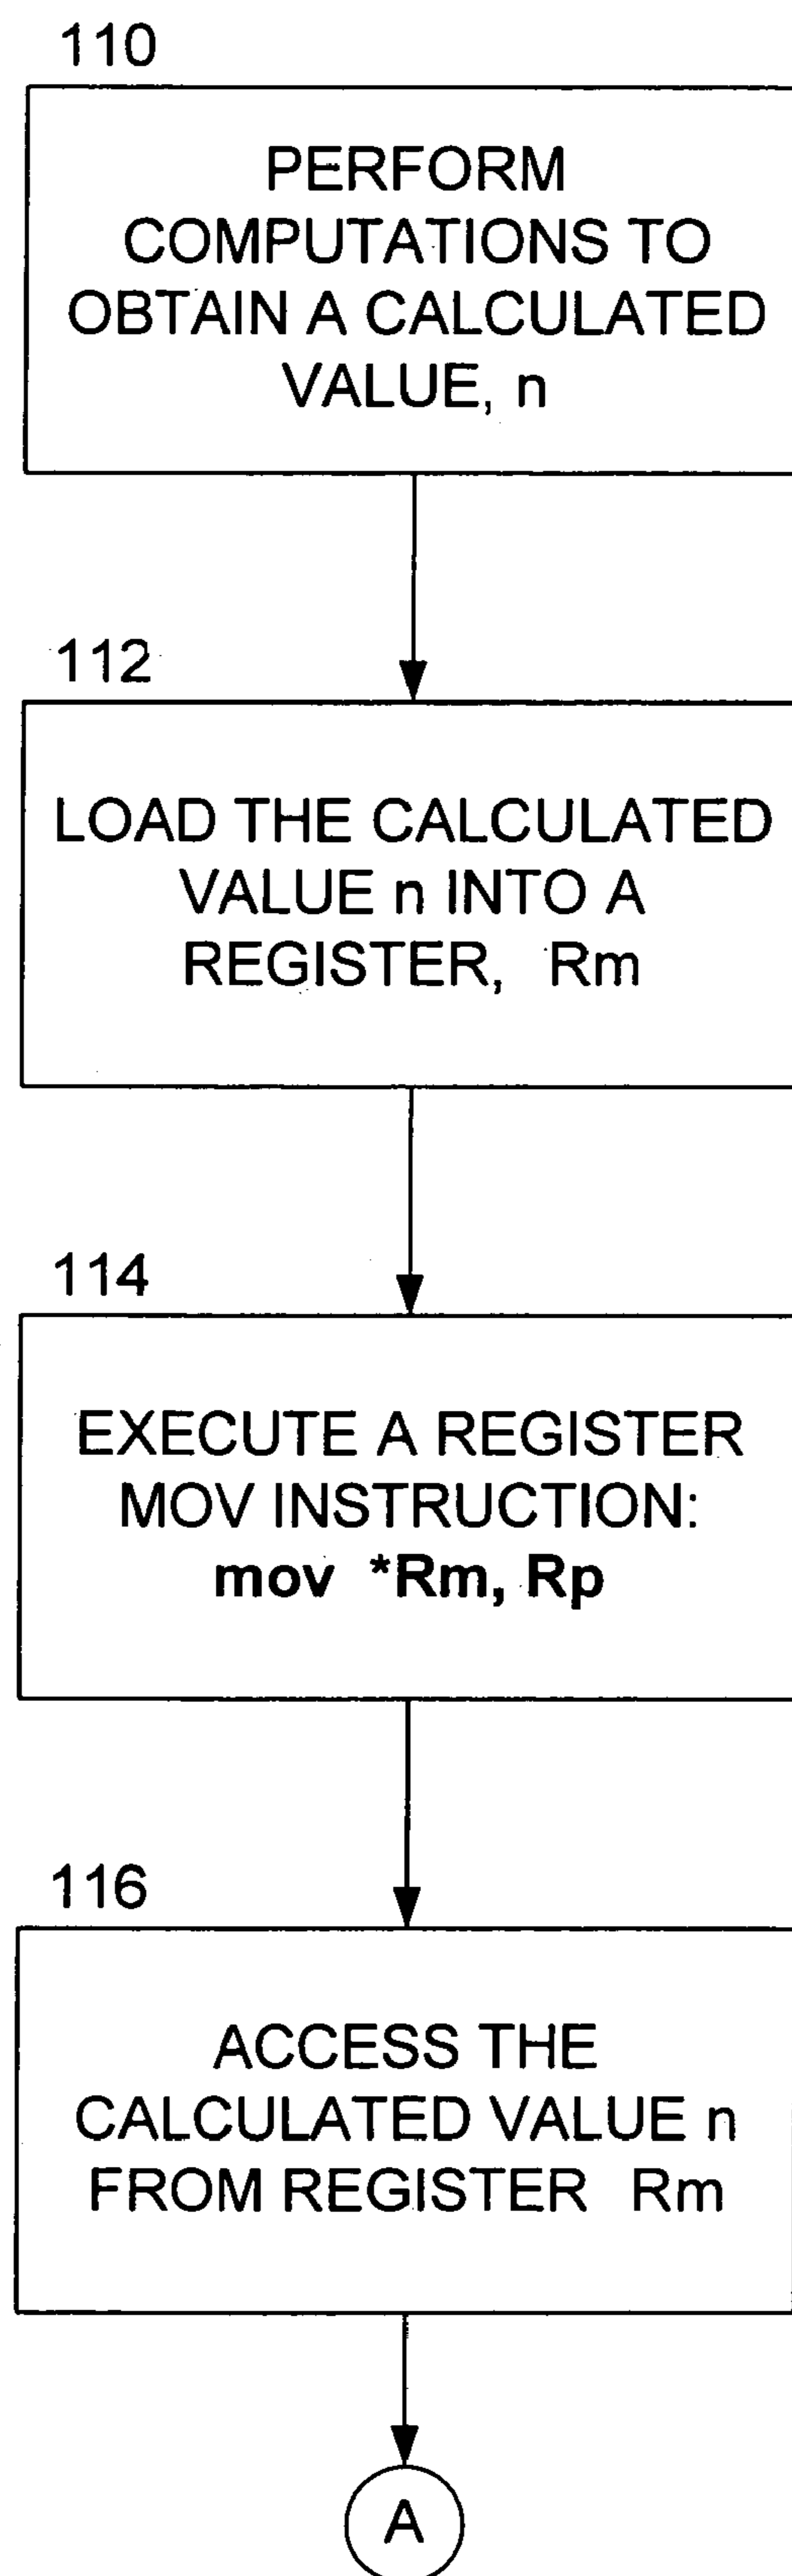 110
PERFORM
COMPUTATIONS TO
OBTAIN A CALCULATED
VALUE, n
112
LOAD THE CALCULATED
VALUE n INTO A
REGISTER, Rm
114
EXECUTE A REGISTER
MOV INSTRUCTION:
mov *Rm, Rp
116
ACCESS THE
CALCULATED VALUE n
FROM REGISTER Rm
A